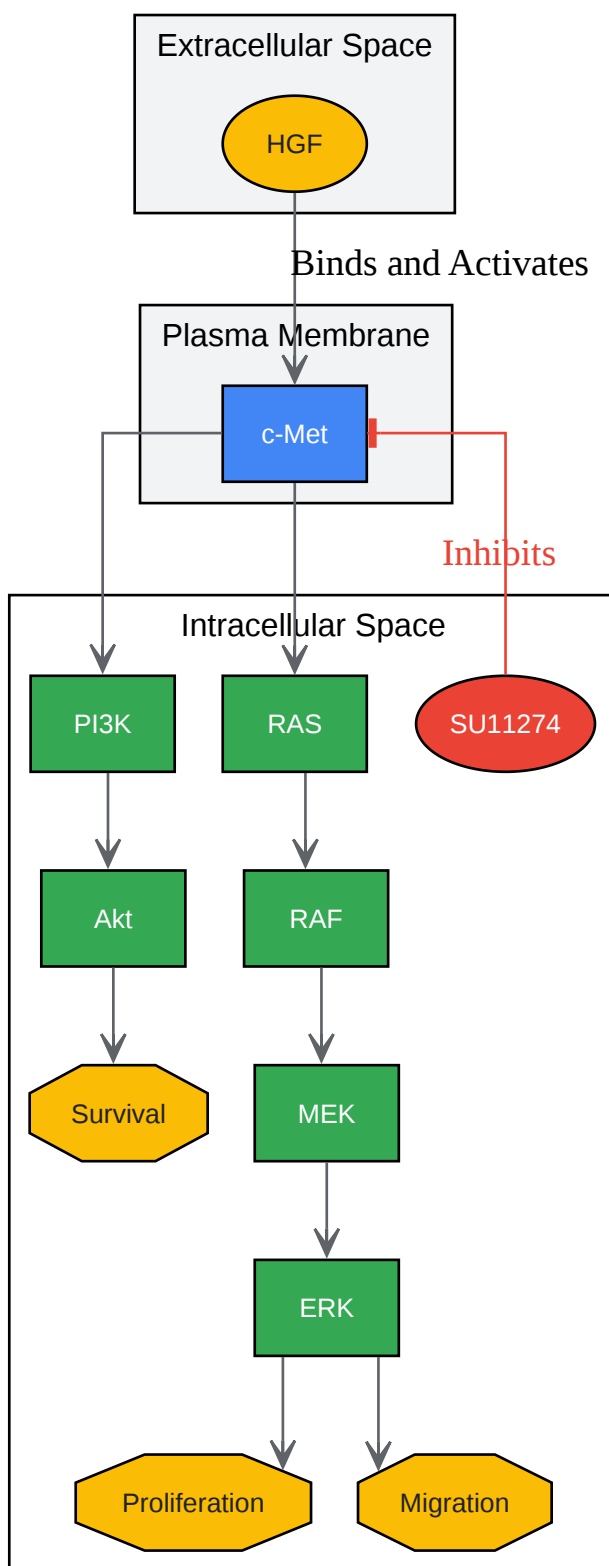 Extracellular Space
HGF
Binds and Activates
Plasma Membrane
c-Met
Inhibits
Intracellular Space
PI3K
RAS
SU11274
Akt
RAF
Survival
MEK
ERK
Proliferation
Migration